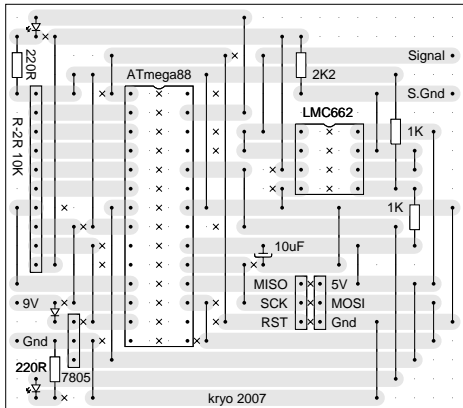 220R
ATmega88
Signal
2K2
S.Gnd
LMC662
R-2R 10K
1K
1K
10uF
MISO 5V
9V SCK MOSI
RST Gnd
Gnd
220R 7805
kryo 2007